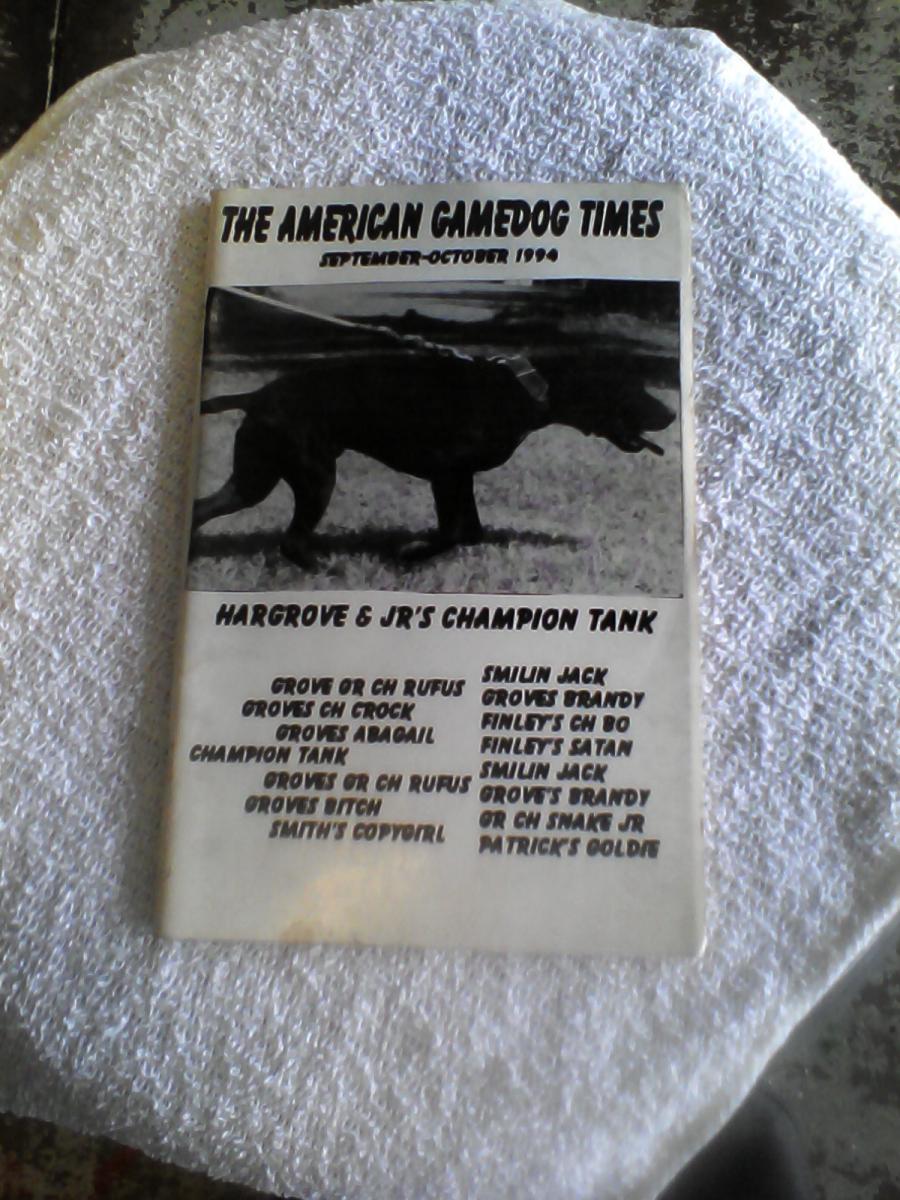 THE AMERICAN GAMEDOG TIMES
SEPTEMBER-OCTOBER 1994
HARGROVE & JR'S CHAMPION TANK
GROVE GR CH RUFUS
GROVES CH CROCK
GROVES ABAGAIL
CHAMPION TANK
GROVES GR CH RUFUS
GROVES BITCH
SMITH'S COPYGIRL
SMILIN JACK
GROVES BRANDY
FINLEY'S CH BO
FINLEY'S SATAN
SMILIN JACK
GROVE'S BRANDY
GR CH SNAKE JR
PATRICK'S GOLDIE